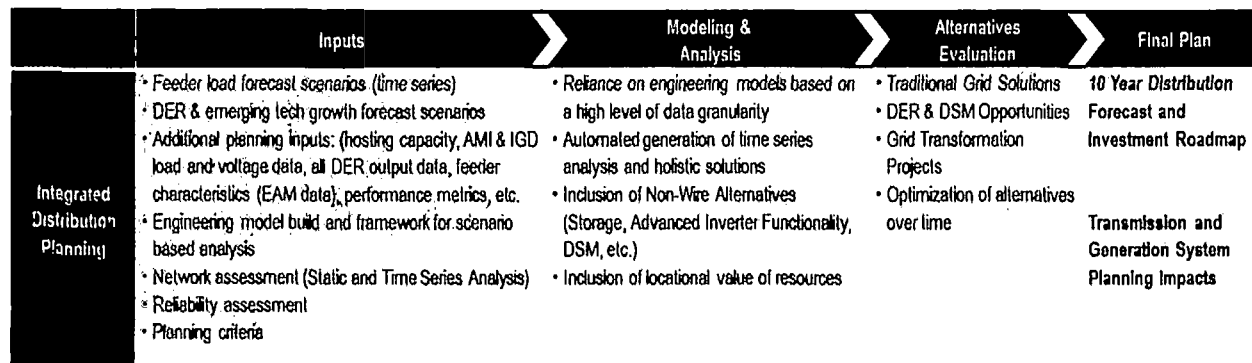 Inputs
Modeling &
Analysis
Alternatives
Evaluation
Final Plan
Integrated
Distribution
Planning
• Feeder load forecast scenarios (time series)
• DER & emerging tech growth forecast scenarios
• Additional planning inputs: (hosting capacity, AMI & IGD
load and voltage data, all DER output data, feeder
characteristics (EAM data), performance metrics, etc.
• Engineering model build and framework for scenario
based analysis
• Network assessment (Static and Time Series Analysis)
• Reliability assessment
• Planning criteria
• Reliance on engineering models based on
a high level of data granularity
• Automated generation of time series
analysis and holistic solutions
• Inclusion of Non-Wire Alternatives
(Storage, Advanced Inverter Functionality,
DSM, etc.)
• Inclusion of locational value of resources
• Traditional Grid Solutions
• DER & DSM Opportunities
• Grid Transformation
Projects
• Optimization of alternatives
over time
10 Year Distribution
Forecast and
Investment Roadmap
Transmission and
Generation System
Planning Impacts